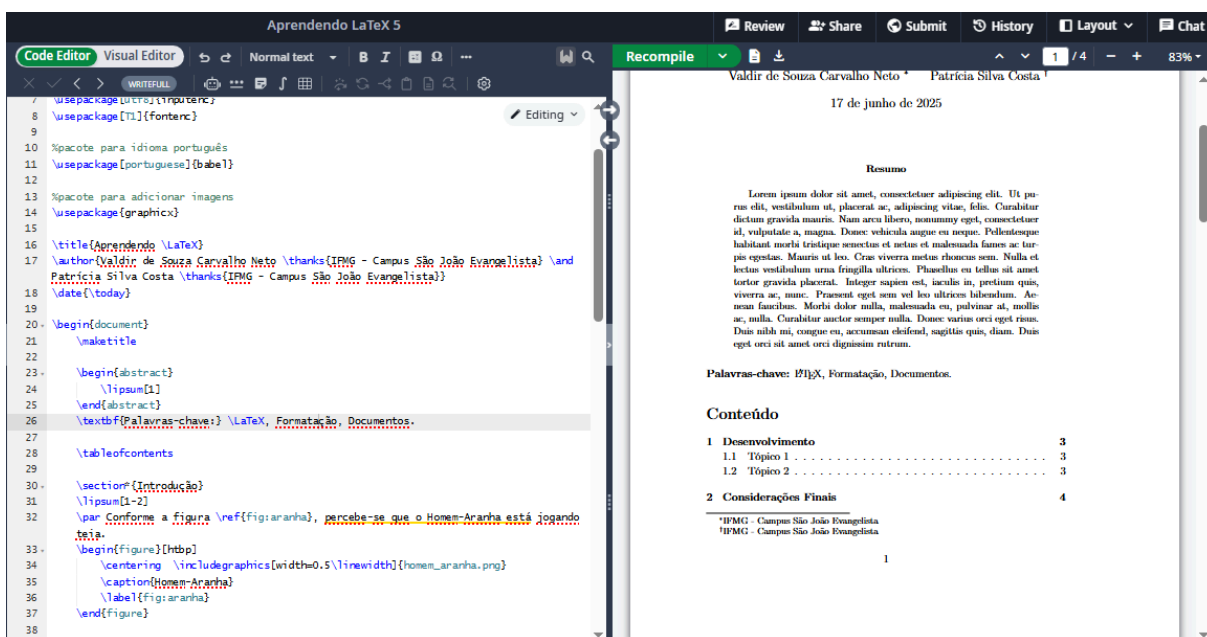 Aprendendo LaTeX 5
Review
Share
Submit
History
Layout
Chat
Code Editor
Visual Editor
Normal text
B
I
Ω
Recompile
1 / 4
83%
WRITEFULL
Editing
7 \usepackage[utf8]{inputenc}
8 \usepackage[T1]{fontenc}
9
10 %pacote para idioma português
11 \usepackage[portuguese]{babel}
12
13 %pacote para adicionar imagens
14 \usepackage{graphicx}
15
16 \title{Aprendendo \LaTeX}
17 \author{Valdir de Souza Carvalho Neto \thanks{IFMG - Campus São João Evangelista} \and
Patrícia Silva Costa \thanks{IFMG - Campus São João Evangelista}}
18 \date{\today}
19
20 \begin{document}
21 \maketitle
22
23 \begin{abstract}
24 \lipsum[1]
25 \end{abstract}
26 \textbf{Palavras-chave:} \LaTeX, Formatação, Documentos.
27
28 \tableofcontents
29
30 \section*{Introdução}
31 \lipsum[1-2]
32 \par Conforme a figura \ref{fig:aranha}, percebe-se que o Homem-Aranha está jogando
teia.
33 \begin{figure}[htbp]
34 \centering \includegraphics[width=0.5\linewidth]{homem_aranha.png}
35 \caption{Homem-Aranha}
36 \label{fig:aranha}
37 \end{figure}
38
Valdir de Souza Carvalho Neto * Patrícia Silva Costa †
17 de junho de 2025
Resumo
Lorem ipsum dolor sit amet, consectetuer adipiscing elit. Ut pu-
rus elit, vestibulum ut, placerat ac, adipiscing vitae, felis. Curabitur
dictum gravida mauris. Nam arcu libero, nonummy eget, consectetuer
id, vulputate a, magna. Donec vehicula augue eu neque. Pellentesque
habitant morbi tristique senectus et netus et malesuada fames ac tur-
pis egestas. Mauris ut leo. Cras viverra metus rhoncus sem. Nulla et
lectus vestibulum urna fringilla ultrices. Phasellus eu tellus sit amet
tortor gravida placerat. Integer sapien est, iaculis in, pretium quis,
viverra ac, nunc. Praesent eget sem vel leo ultrices bibendum. Ae-
nean faucibus. Morbi dolor nulla, malesuada eu, pulvinar at, mollis
ac, nulla. Curabitur auctor semper nulla. Donec varius orci eget risus.
Duis nibh mi, congue eu, accumsan eleifend, sagittis quis, diam. Duis
eget orci sit amet orci dignissim rutrum.
Palavras-chave: LATEX, Formatação, Documentos.
Conteúdo
1 Desenvolvimento 3
1.1 Tópico 1 . . . . . . . . . . . . . . . . . . . . . . . . . . . . . . 3
1.2 Tópico 2 . . . . . . . . . . . . . . . . . . . . . . . . . . . . . . 3
2 Considerações Finais 4
*IFMG - Campus São João Evangelista
†IFMG - Campus São João Evangelista
1